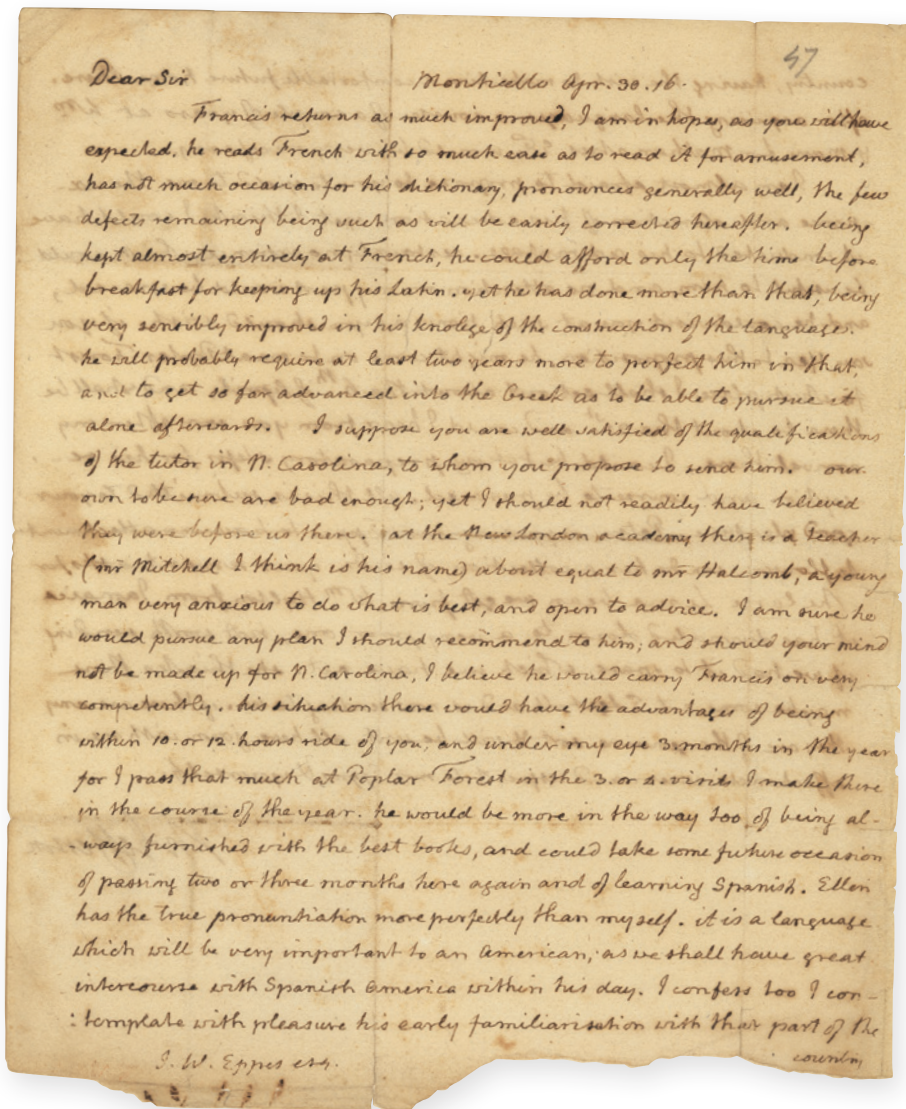 47
Dear Sir Monticello Apr. 30. 16.
Francis returns as much improved, I am in hopes, as you will have
expected. he reads French with so much ease as to read it for amusement,
has not much occasion for his dictionary, pronounces generally well, the few
defects remaining being such as will be easily corrected hereafter. being
kept almost entirely at French, he could afford only the time before
breakfast for keeping up his Latin. yet he has done more than that, being
very sensibly improved in his knolege of the construction of the language.
he will probably require at least two years more to perfect him in that,
and to get so far advanced into the Greek as to be able to pursue it
alone afterwards. I suppose you are well satisfied of the qualifications
of the tutor in N. Carolina, to whom you propose to send him. our
own to be sure are bad enough; yet I should not readily have believed
they were before us there. at the New London academy there is a teacher
(mr Mitchell I think is his name) about equal to mr Halcomb, a young
man very anxious to do what is best, and open to advice. I am sure he
would pursue any plan I should recommend to him; and should your mind
not be made up for N. Carolina, I believe he would carry Francis on very
competently. his situation there would have the advantages of being
within 10. or 12. hours ride of you, and under my eye 3. months in the year
for I pass that much at Poplar Forest in the 3. or 4. visits I make there
in the course of the year. he would be more in the way too of being al-
-ways furnished with the best books, and could take some future occasion
of passing two or three months here again and of learning Spanish. Ellen
has the true pronuntiation more perfectly than myself. it is a language
which will be very important to an American, as we shall have great
intercourse with Spanish America within his day. I confess too I con-
:template with pleasure his early familiarisation with that part of the
J. W. Eppes esq. country